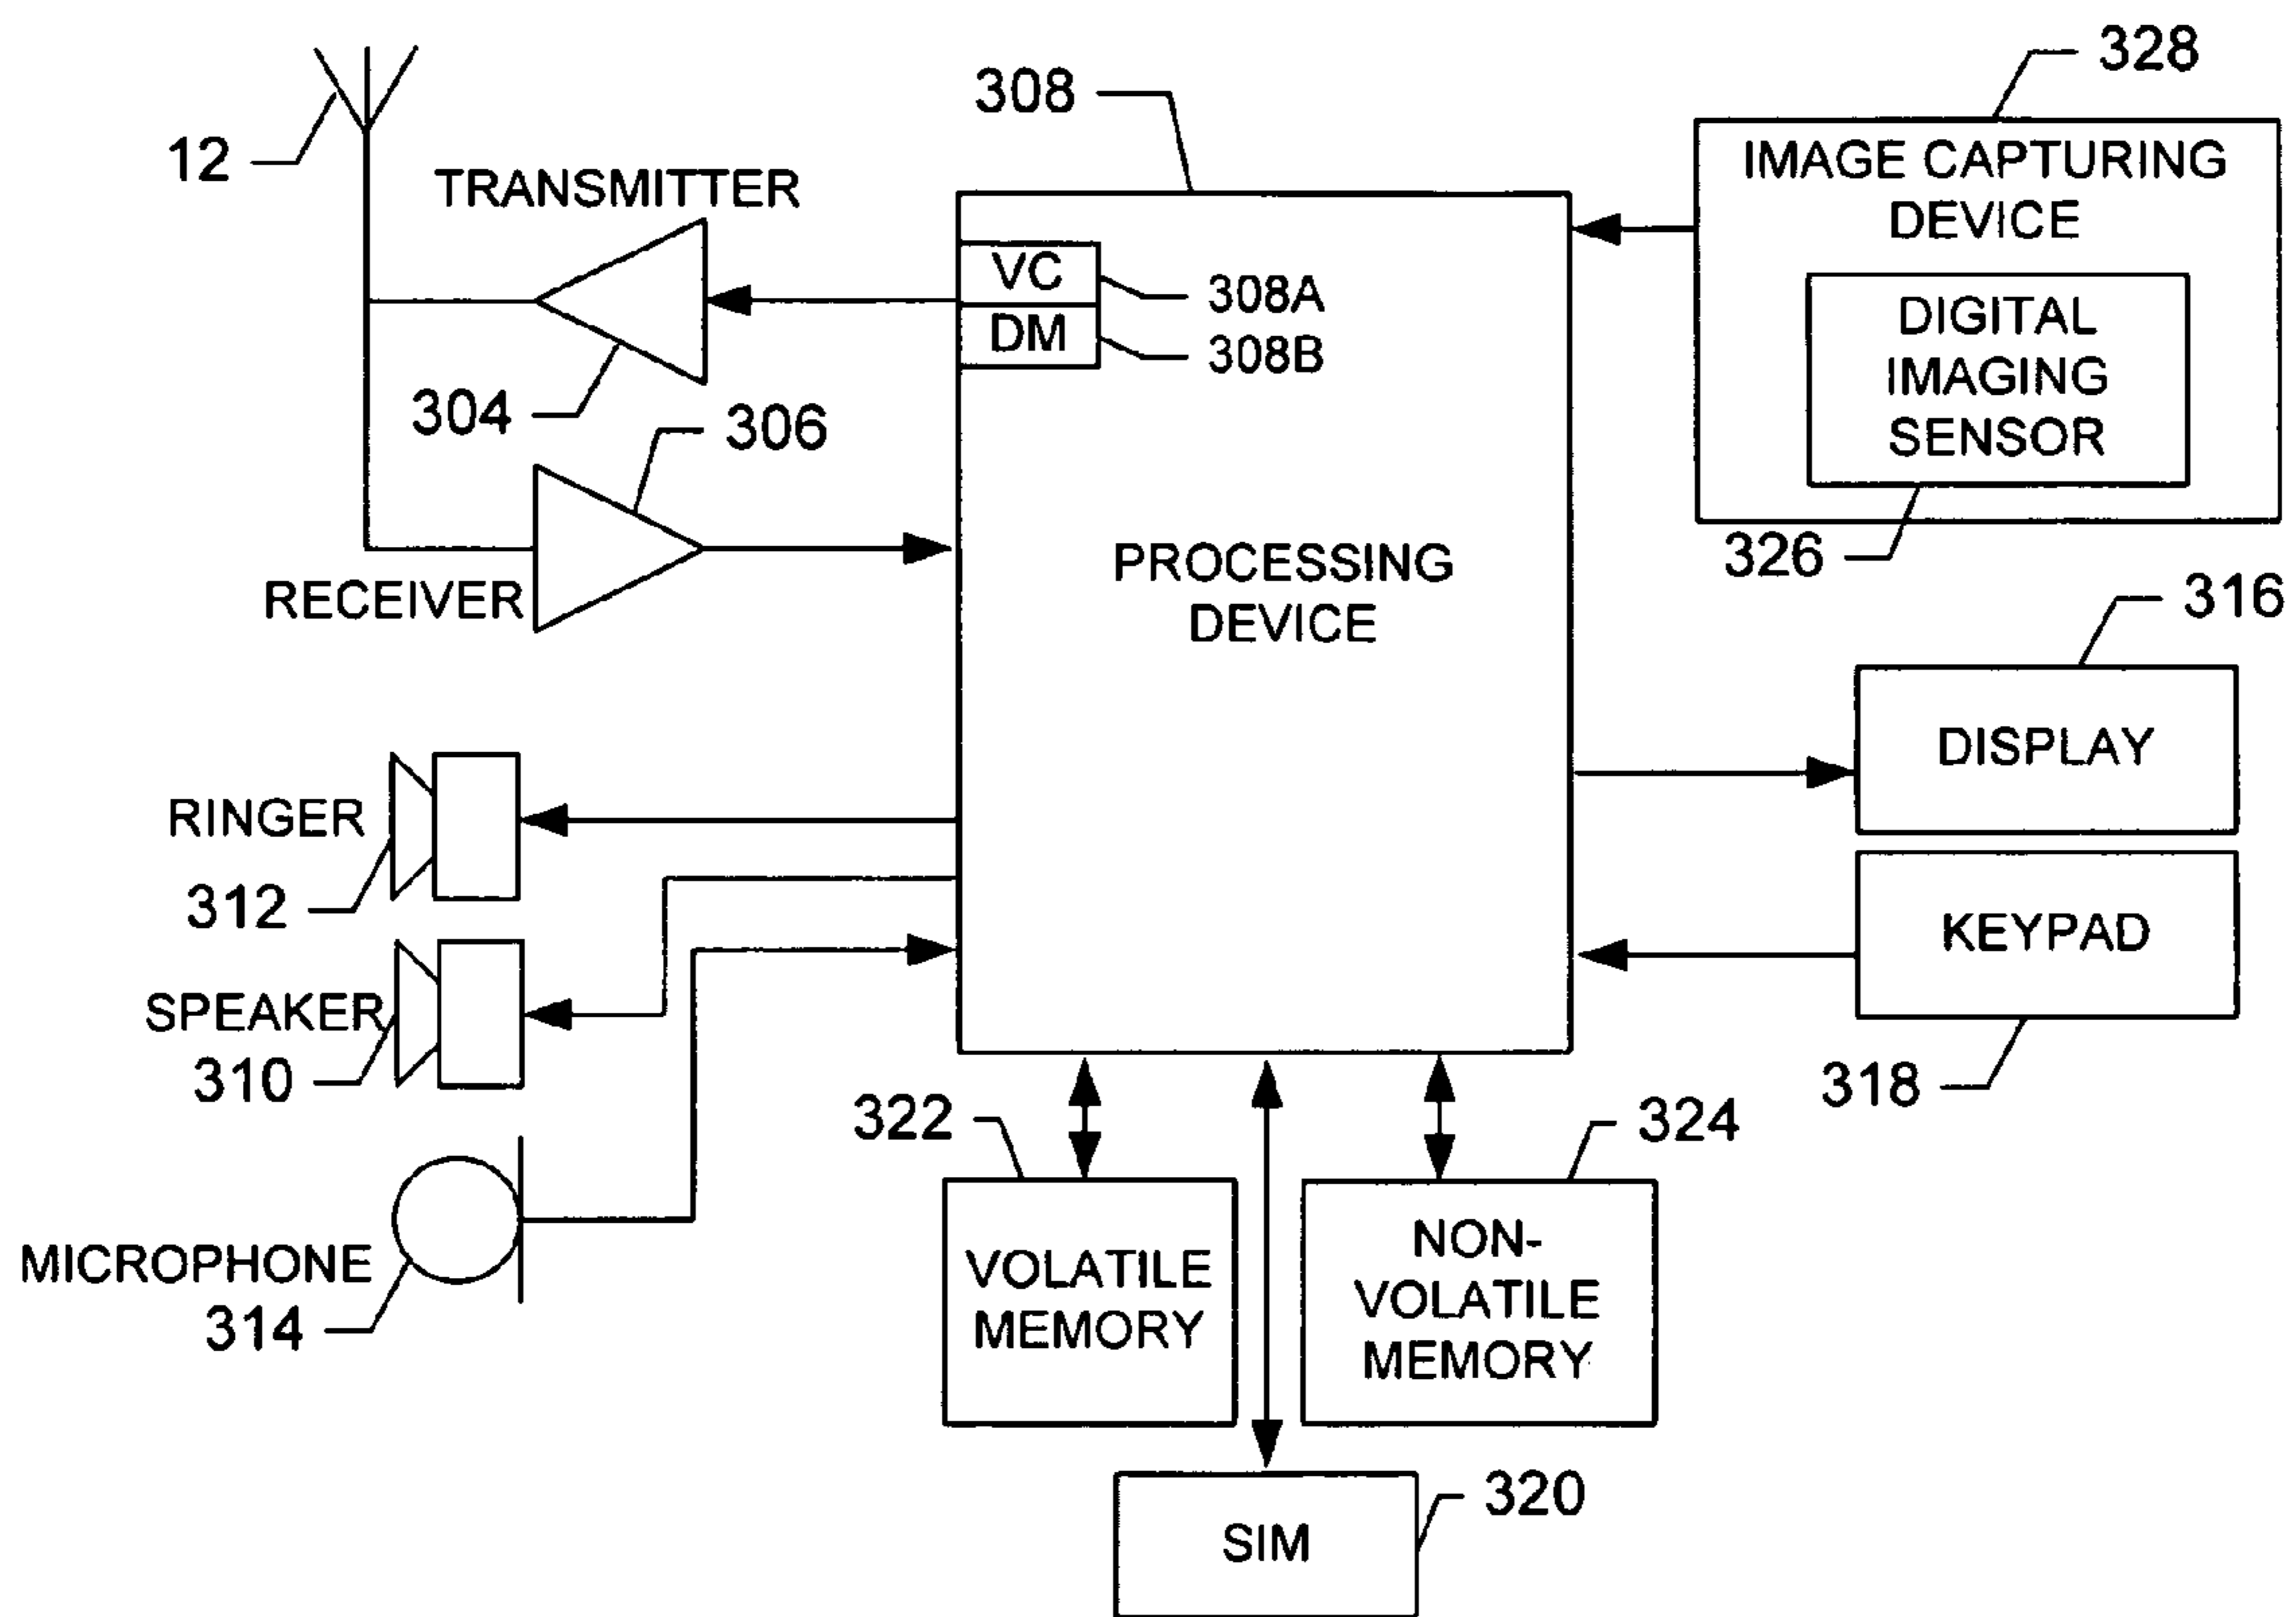 328
308
IMAGE CAPTURING
DEVICE
12
TRANSMITTER
VC
308A
DM
308B
DIGITAL
IMAGING
SENSOR
304
306
326
PROCESSING
DEVICE
RECEIVER
316
DISPLAY
RINGER
312
KEYPAD
SPEAKER
310
318
322
324
MICROPHONE
314
VOLATILE
MEMORY
NON-
VOLATILE
MEMORY
320
SIM